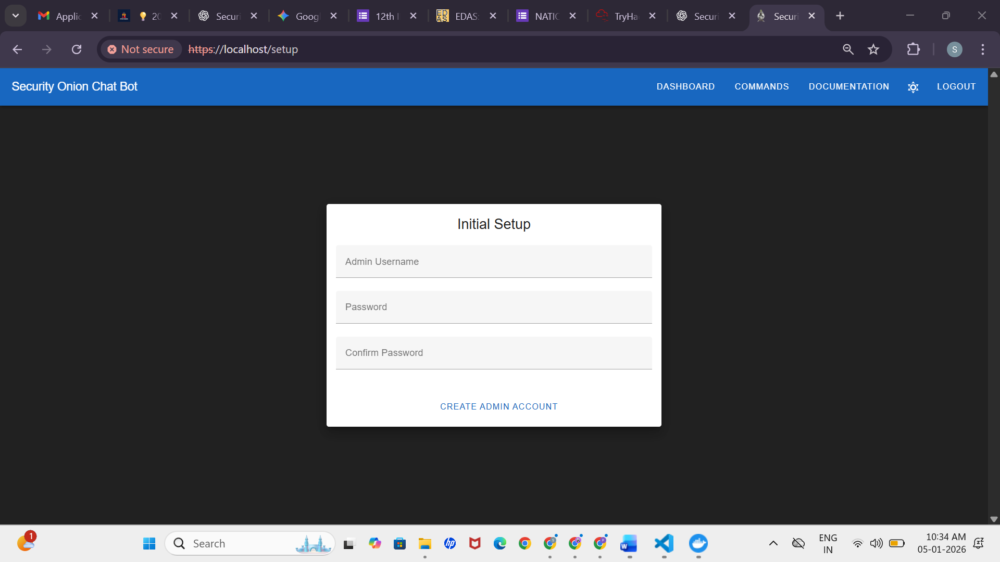 Applic
20
Securi
Googl
12th
EDAS:
NATIC
TryHa
Securi
Securi
Not secure
https://localhost/setup
S
Security Onion Chat Bot
DASHBOARD
COMMANDS
DOCUMENTATION
LOGOUT
Initial Setup
Admin Username
Password
Confirm Password
CREATE ADMIN ACCOUNT
1
Search
ENG
IN
10:34 AM
05-01-2026